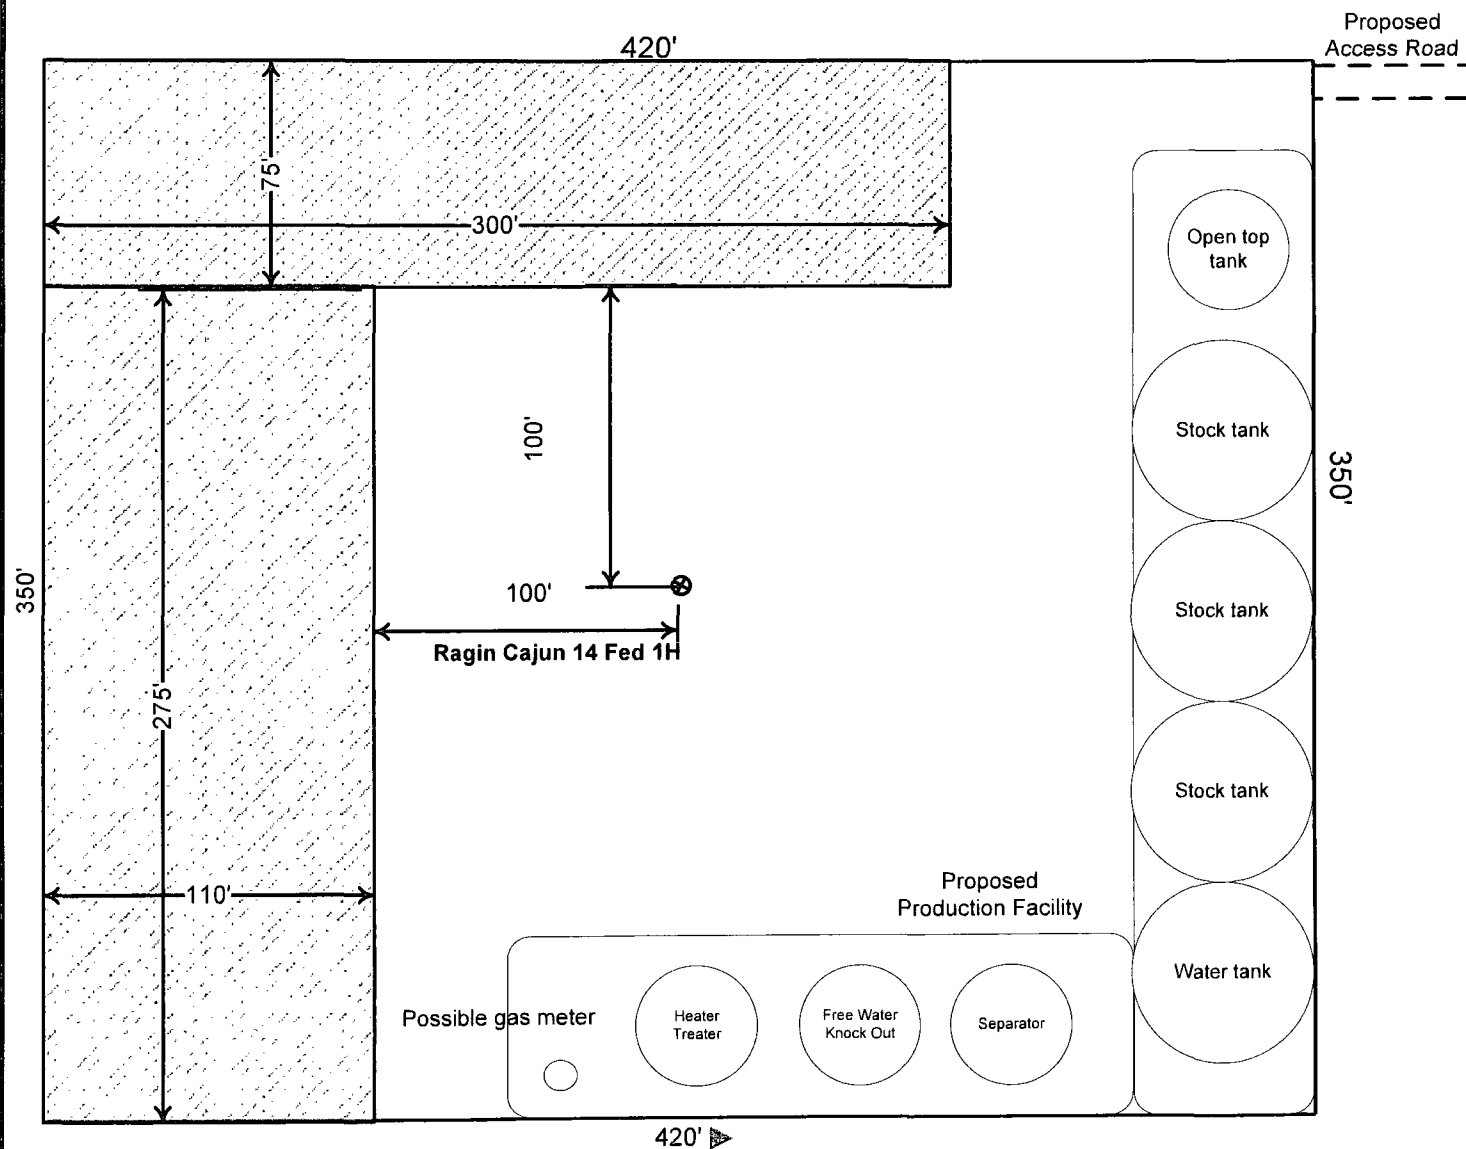 Proposed
Access Road
420'
75'
300'
Open top
tank
100'
Stock tank
350'
Stock tank
350'
100'
Ragin Cajun 14 Fed 1H
275'
Stock tank
110'
Proposed
Production Facility
Water tank
Possible gas meter
Heater
Treater
Free Water
Knock Out
Separator
420'